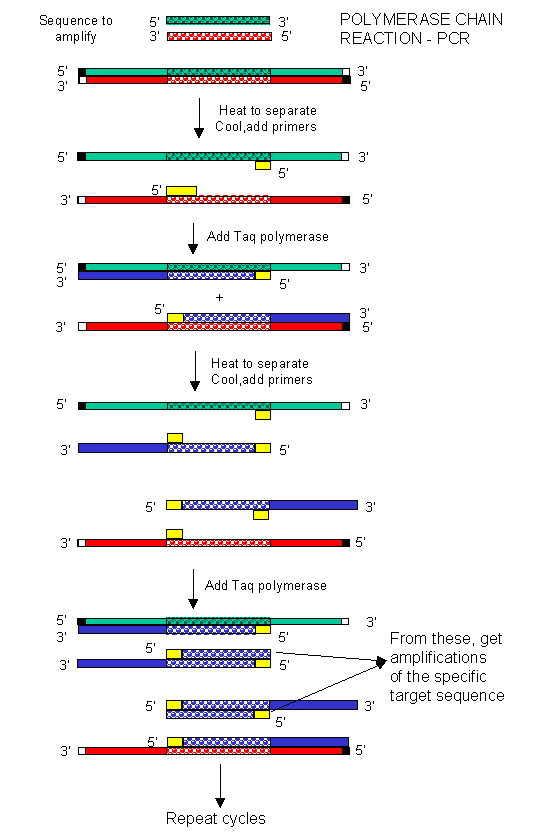 Sequence to 5' 3' POLYMERASE CHAIN
amplify 3' 5' REACTION - PCR
5' 3'
3' 5'
Heat to separate
Cool,add primers
5' 3'
5'
5'
3' 5'
Add Taq polymerase
5' 3'
3' 5'
+
5' 3'
3' 5'
Heat to separate
Cool,add primers
5' 3'
3' 5'
5' 3'
3' 5'
Add Taq polymerase
5' 3'
3' 5'
5'
3' 5'
From these, get
amplifications
of the specific
target sequence
5' 3'
5'
5'
3' 5'
Repeat cycles